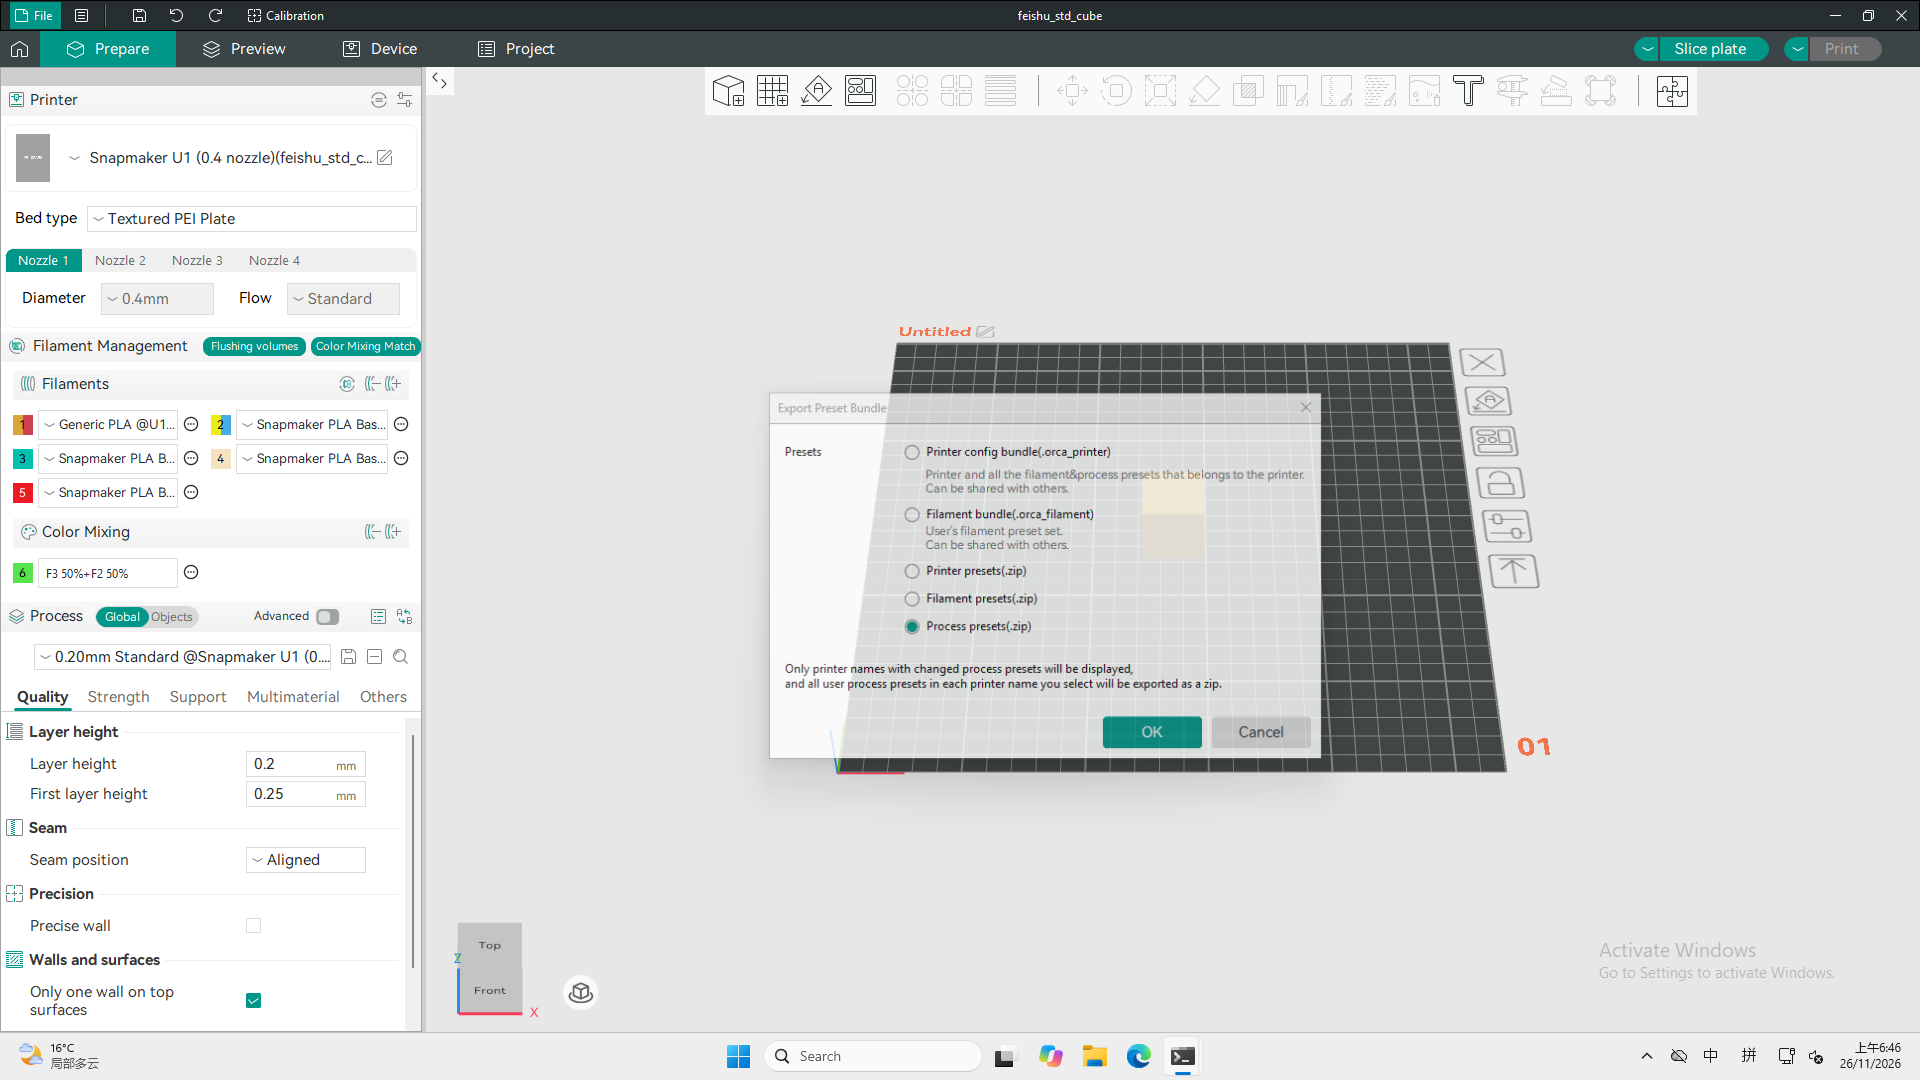 File
Calibration
feishu_std_cube
Prepare
Preview
Device
Project
Slice plate
Print
Printer
Snapmaker U1 (0.4 nozzle)(feishu_std_c...
Bed type
Textured PEI Plate
Nozzle 1
Nozzle 2
Nozzle 3
Nozzle 4
Diameter
0.4mm
Flow
Standard
Filament Management
Flushing volumes
Color Mixing Match
Filaments
1
Generic PLA @U1...
2
Snapmaker PLA Bas...
3
Snapmaker PLA B...
4
Snapmaker PLA Bas...
5
Snapmaker PLA B...
Color Mixing
6
F3 50%+F2 50%
Process
Global
Objects
Advanced
0.20mm Standard @Snapmaker U1 (0....
Quality
Strength
Support
Multimaterial
Others
Layer height
Layer height
0.2
mm
First layer height
0.25
mm
Seam
Seam position
Aligned
Precision
Precise wall
Walls and surfaces
Only one wall on top
surfaces
Untitled
Export Preset Bundle
Presets
Printer config bundle(.orca_printer)
Printer and all the filament&process presets that belongs to the printer.
Can be shared with others.
Filament bundle(.orca_filament)
User's filament preset set.
Can be shared with others.
Printer presets(.zip)
Filament presets(.zip)
Process presets(.zip)
Only printer names with changed process presets will be displayed,
and all user process presets in each printer name you select will be exported as a zip.
OK
Cancel
01
Top
Z
Front
X
Activate Windows
Go to Settings to activate Windows.
16°C
局部多云
Search
中
拼
上午6:46
26/11/2026